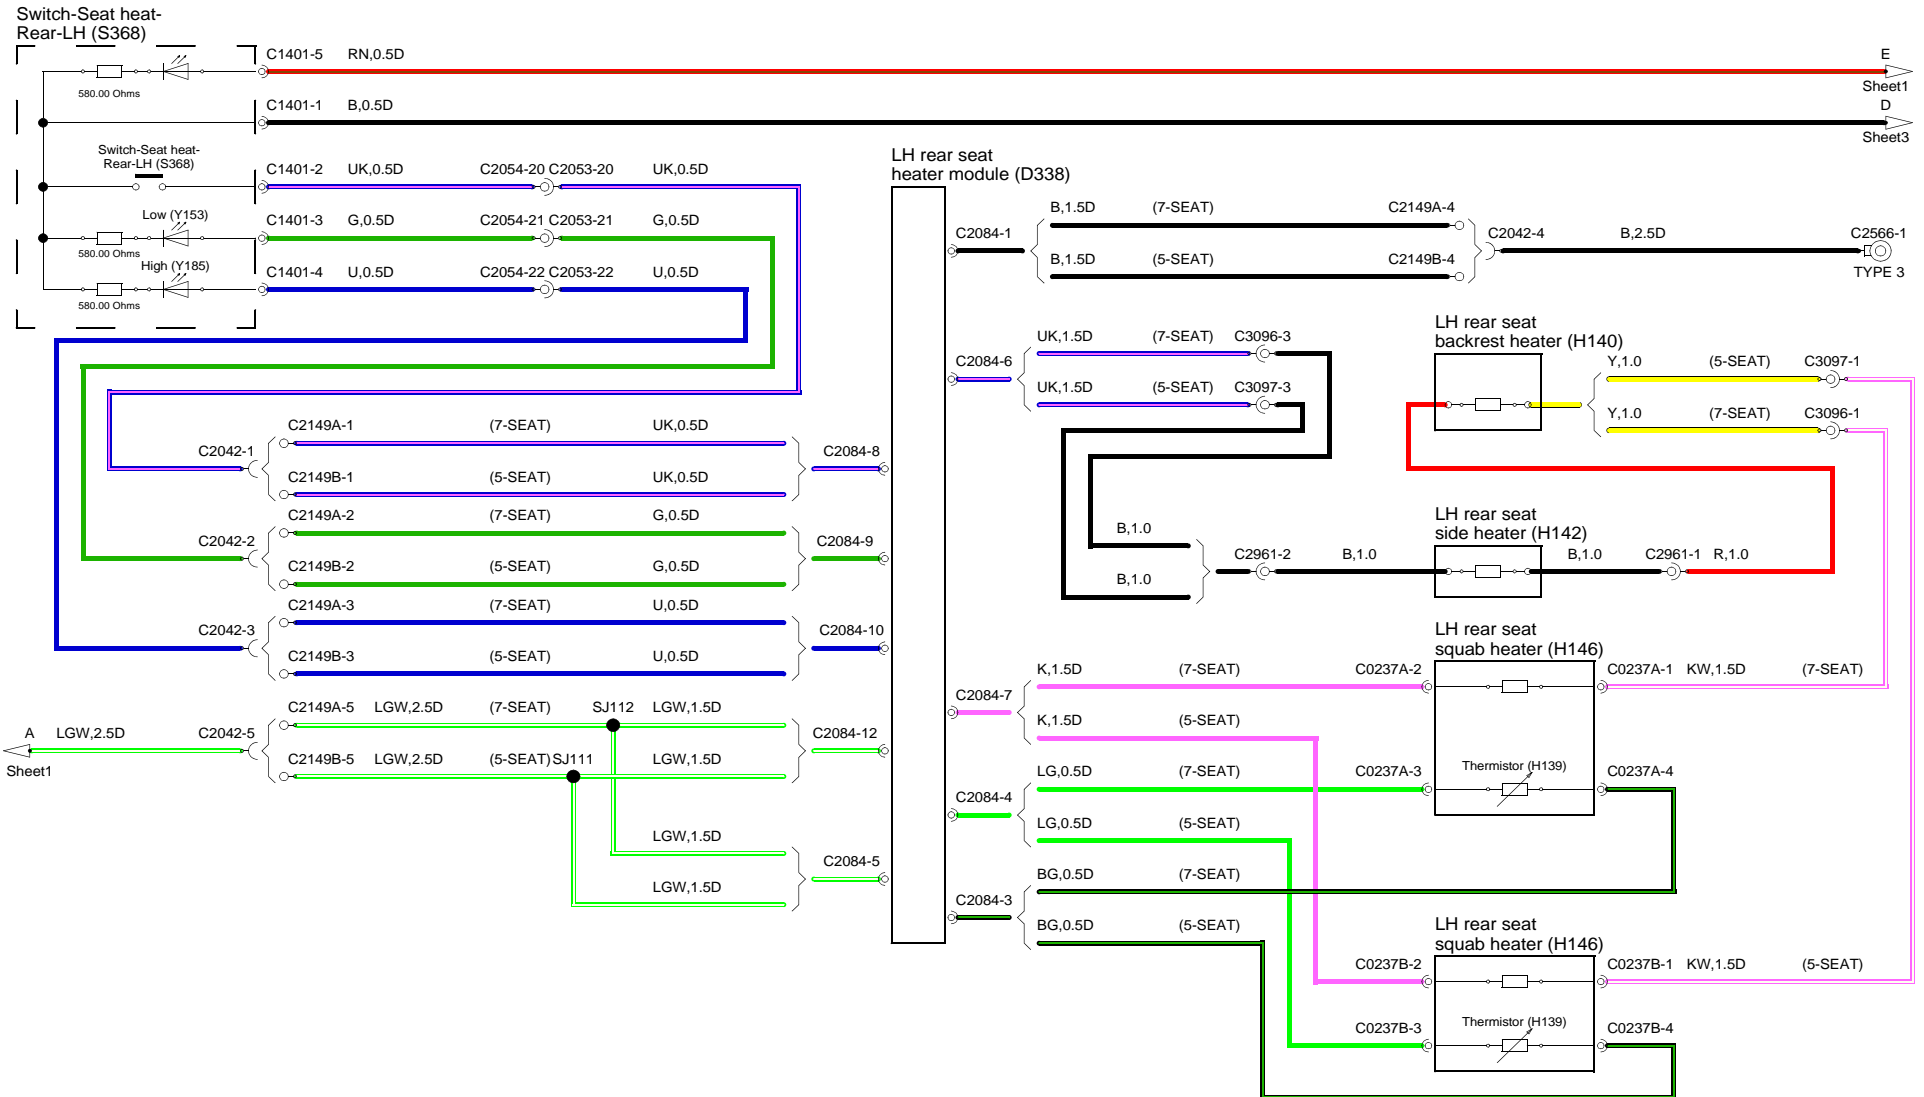 Switch-Seat heat-
Rear-LH (S368)
C1401-5 RN,0.5D
580.00 Ohms
E
Sheet1
C1401-1 B,0.5D
D
Sheet3
Switch-Seat heat-
Rear-LH (S368)
C1401-2 UK,0.5D C2054-20 C2053-20 UK,0.5D
Low (Y153)
C1401-3 G,0.5D C2054-21 C2053-21 G,0.5D
580.00 Ohms
High (Y185)
C1401-4 U,0.5D C2054-22 C2053-22 U,0.5D
580.00 Ohms
LH rear seat
heater module (D338)
C2042-1
C2149A-1 (7-SEAT) UK,0.5D
C2149B-1 (5-SEAT) UK,0.5D
C2084-8
C2042-2
C2149A-2 (7-SEAT) G,0.5D
C2149B-2 (5-SEAT) G,0.5D
C2084-9
C2042-3
C2149A-3 (7-SEAT) U,0.5D
C2149B-3 (5-SEAT) U,0.5D
C2084-10
A LGW,2.5D C2042-5
Sheet1
C2149A-5 LGW,2.5D (7-SEAT) SJ112 LGW,1.5D
C2149B-5 LGW,2.5D (5-SEAT) SJ111 LGW,1.5D
C2084-12
LGW,1.5D
LGW,1.5D
C2084-5
C2084-1
B,1.5D (7-SEAT) C2149A-4
B,1.5D (5-SEAT) C2149B-4
C2042-4 B,2.5D C2566-1
TYPE 3
C2084-6
UK,1.5D (7-SEAT) C3096-3
UK,1.5D (5-SEAT) C3097-3
LH rear seat
backrest heater (H140)
Y,1.0 (5-SEAT) C3097-1
Y,1.0 (7-SEAT) C3096-1
B,1.0
B,1.0
C2961-2 B,1.0
LH rear seat
side heater (H142)
B,1.0 C2961-1 R,1.0
LH rear seat
squab heater (H146)
C2084-7
K,1.5D (7-SEAT) C0237A-2
C0237A-1 KW,1.5D (7-SEAT)
K,1.5D (5-SEAT)
C2084-4
LG,0.5D (7-SEAT) C0237A-3
Thermistor (H139)
C0237A-4
LG,0.5D (5-SEAT)
C2084-3
BG,0.5D (7-SEAT)
BG,0.5D (5-SEAT)
LH rear seat
squab heater (H146)
C0237B-2
C0237B-1 KW,1.5D (5-SEAT)
C0237B-3
Thermistor (H139)
C0237B-4